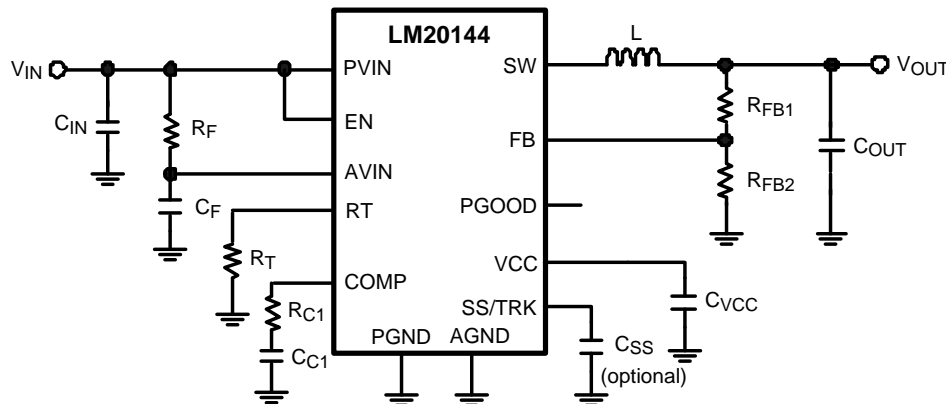 LM20144
L
VIN
PVIN
SW
VOUT
CIN
RF
EN
RFB1
FB
COUT
AVIN
RFB2
CF
RT
PGOOD
RT
COMP
VCC
RC1
SS/TRK
CVCC
PGND
AGND
CC1
CSS
(optional)